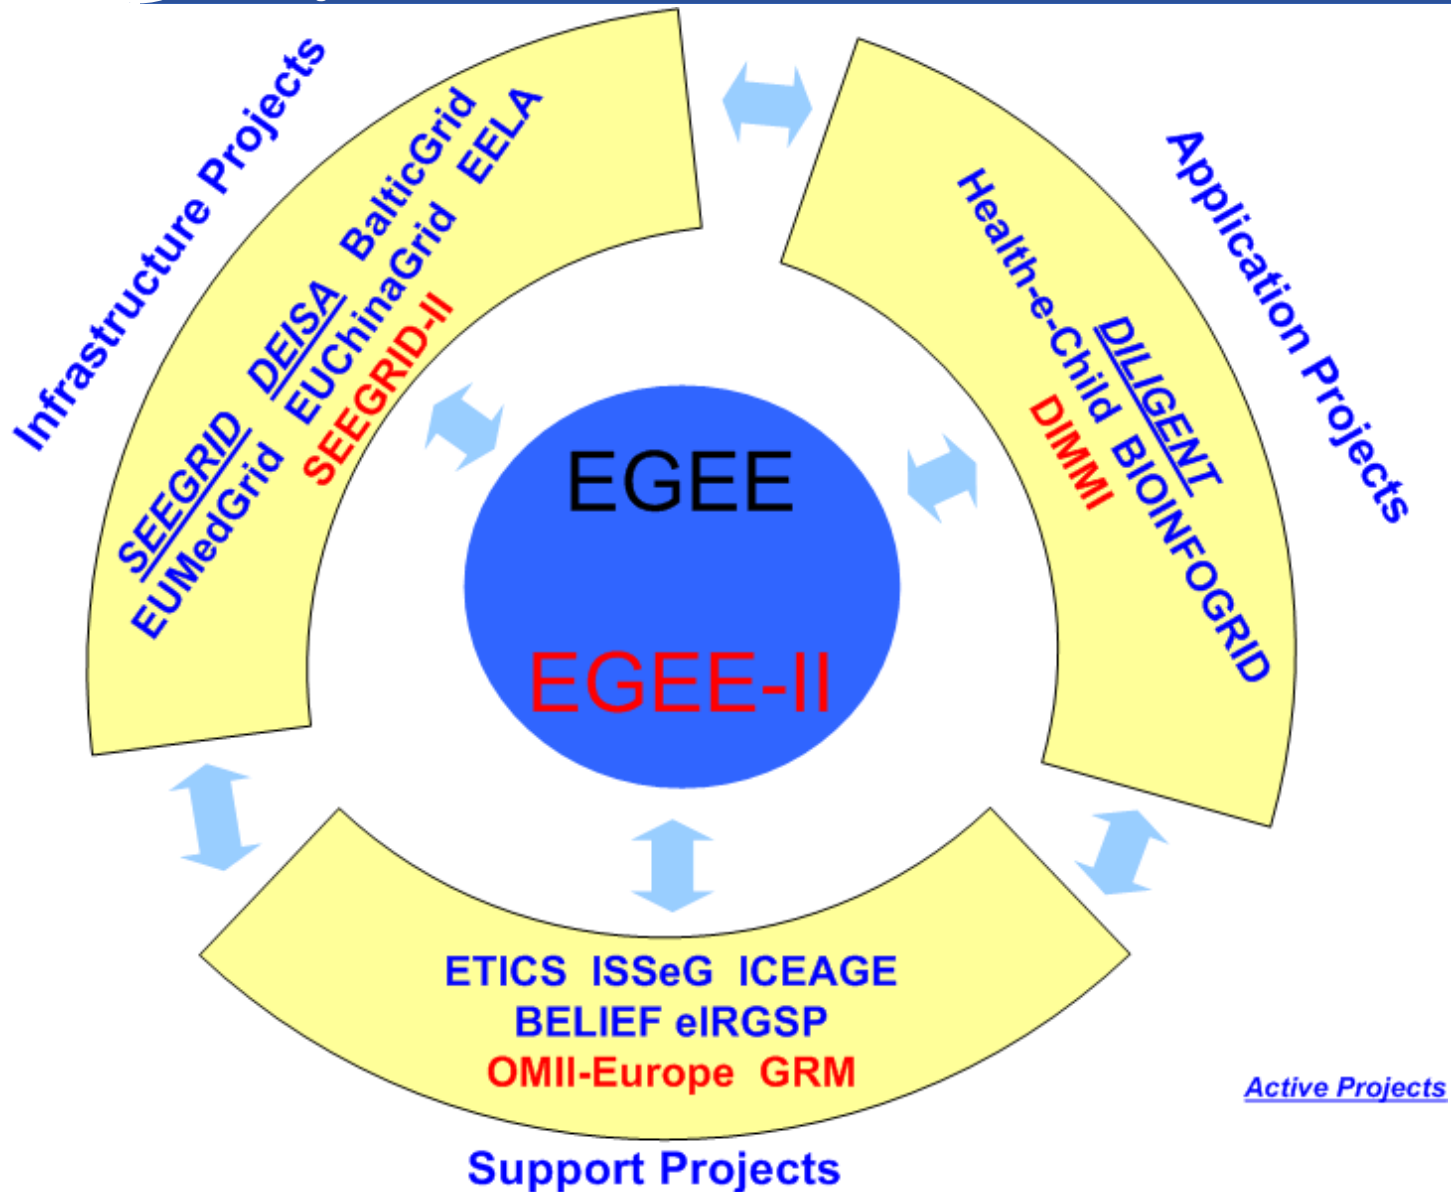 Infrastructure Projects
SEEGRID DEISA BalticGrid
EUMedGrid EUChinaGrid EELA
SEEGRID-II
Application Projects
DILIGENT
Health-e-Child BIOINFOGRID
DIMMI
EGEE
EGEE-II
ETICS ISSeG ICEAGE
BELIEF eIRGSP
OMII-Europe GRM
Support Projects
Active Projects